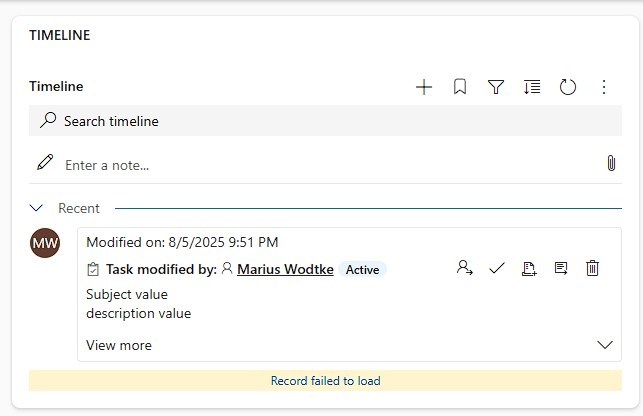 TIMELINE
Timeline
Search timeline
Enter a note...
Recent
MW
Modified on: 8/5/2025 9:51 PM
Task modified by: Marius Wodtke Active
Subject value
description value
View more
Record failed to load